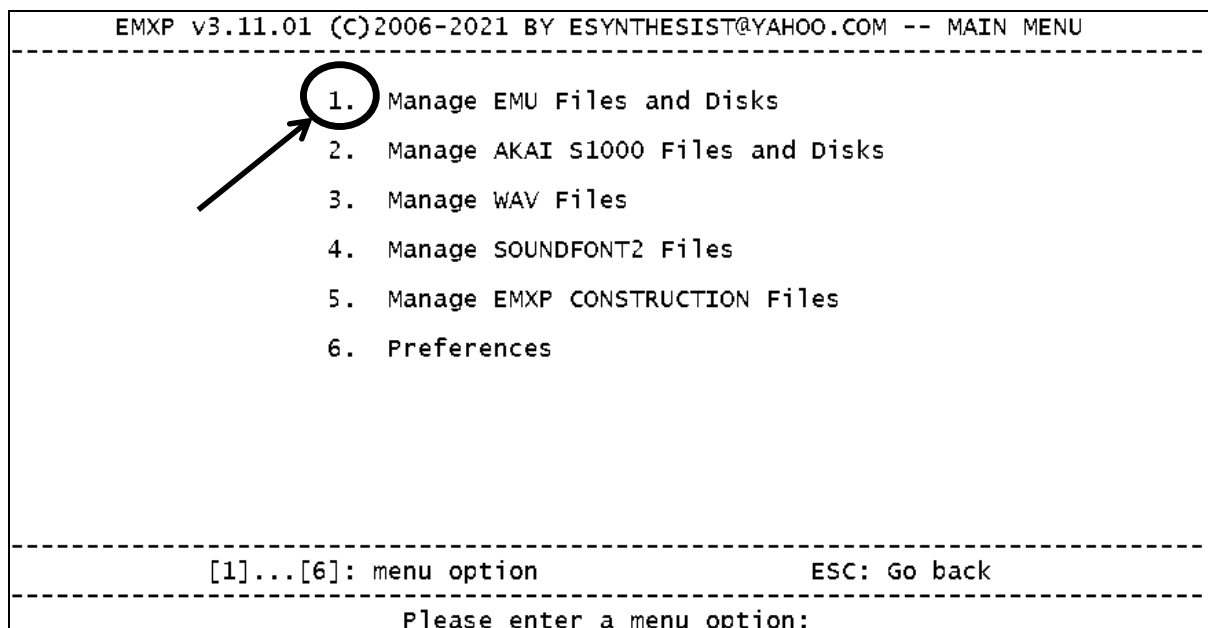 EMXP v3.11.01 (C)2006-2021 BY ESYNTHESIST@YAHOO.COM -- MAIN MENU
1. Manage EMU Files and Disks
2. Manage AKAI S1000 Files and Disks
3. Manage WAV Files
4. Manage SOUNDFONT2 Files
5. Manage EMXP CONSTRUCTION Files
6. Preferences
[1]...[6]: menu option ESC: Go back
Please enter a menu option: